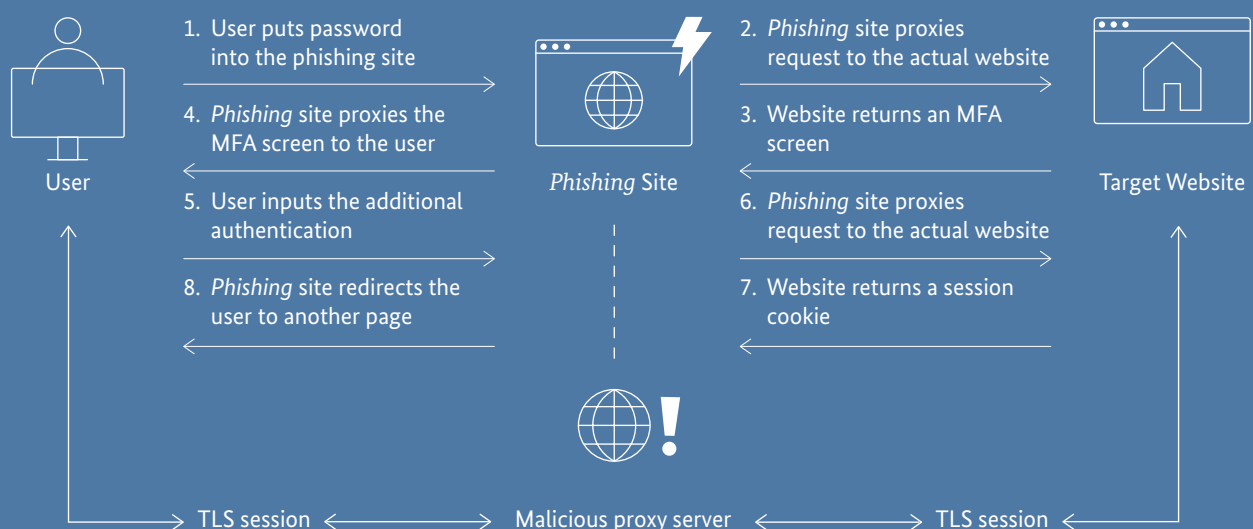 1. User puts password
into the phishing site
2. Phishing site proxies
request to the actual website
4. Phishing site proxies the
MFA screen to the user
3. Website returns an MFA
screen
User
Phishing Site
Target Website
5. User inputs the additional
authentication
6. Phishing site proxies
request to the actual website
8. Phishing site redirects the
user to another page
7. Website returns a session
cookie
!
TLS session
Malicious proxy server
TLS session